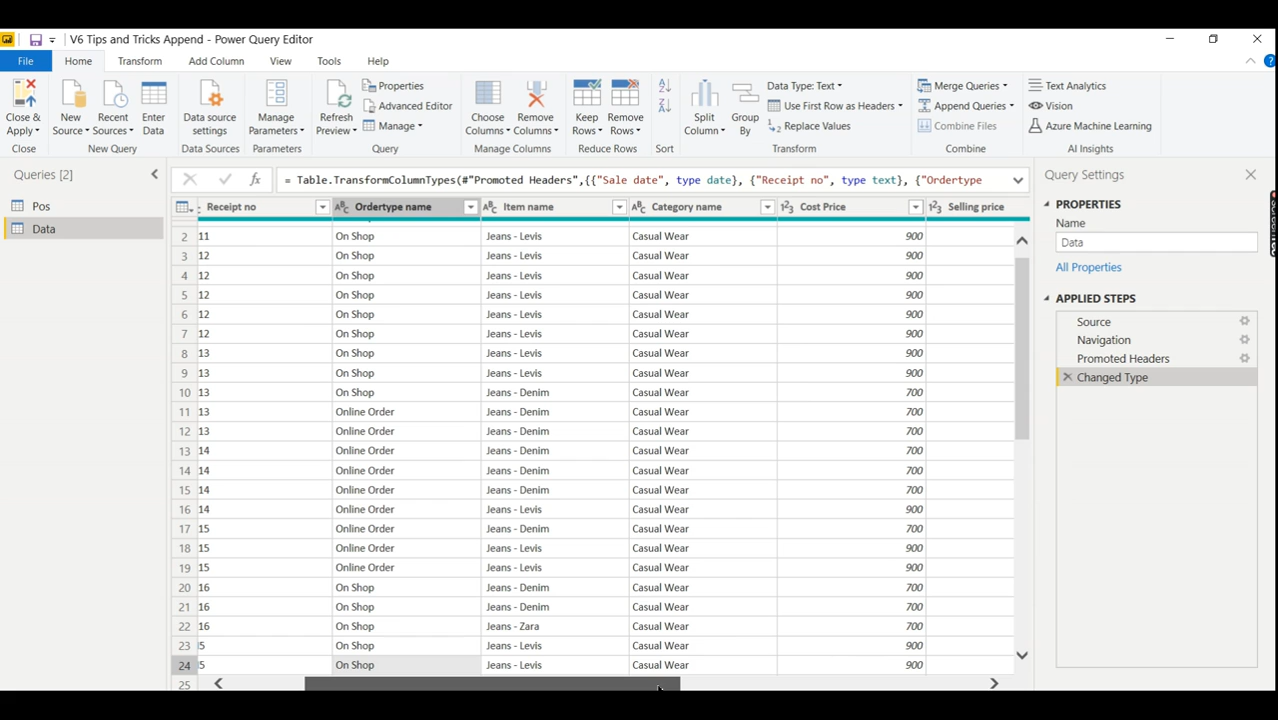 V6 Tips and Tricks Append - Power Query Editor
File Home Transform Add Column View Tools Help
Close & Apply
New Source
Recent Sources
Enter Data
Data source settings
Manage Parameters
Refresh Preview
Properties
Advanced Editor
Manage
Choose Columns
Remove Columns
Keep Rows
Remove Rows
Split Column
Group By
Data Type: Text
Use First Row as Headers
Replace Values
Merge Queries
Append Queries
Combine Files
Text Analytics
Vision
Azure Machine Learning
Close New Query Data Sources Parameters Query Manage Columns Reduce Rows Sort Transform Combine AI Insights
Queries [2]
Pos
Data
fx = Table.TransformColumnTypes(#"Promoted Headers",{{"Sale date", type date}, {"Receipt no", type text}, {"Ordertype
Receipt no ABC Ordertype name ABC Item name ABC Category name 123 Cost Price 123 Selling price
2 11 On Shop Jeans - Levis Casual Wear 900
3 12 On Shop Jeans - Levis Casual Wear 900
4 12 On Shop Jeans - Levis Casual Wear 900
5 12 On Shop Jeans - Levis Casual Wear 900
6 12 On Shop Jeans - Levis Casual Wear 900
7 12 On Shop Jeans - Levis Casual Wear 900
8 13 On Shop Jeans - Levis Casual Wear 900
9 13 On Shop Jeans - Levis Casual Wear 900
10 13 On Shop Jeans - Denim Casual Wear 700
11 13 Online Order Jeans - Denim Casual Wear 700
12 13 Online Order Jeans - Denim Casual Wear 700
13 14 Online Order Jeans - Denim Casual Wear 700
14 14 Online Order Jeans - Denim Casual Wear 700
15 14 Online Order Jeans - Denim Casual Wear 700
16 14 Online Order Jeans - Levis Casual Wear 900
17 15 Online Order Jeans - Denim Casual Wear 700
18 15 Online Order Jeans - Levis Casual Wear 900
19 15 Online Order Jeans - Levis Casual Wear 900
20 16 On Shop Jeans - Denim Casual Wear 700
21 16 On Shop Jeans - Denim Casual Wear 700
22 16 On Shop Jeans - Zara Casual Wear 700
23 5 On Shop Jeans - Levis Casual Wear 900
24 5 On Shop Jeans - Levis Casual Wear 900
25
Query Settings
PROPERTIES
Name
Data
All Properties
APPLIED STEPS
Source
Navigation
Promoted Headers
Changed Type